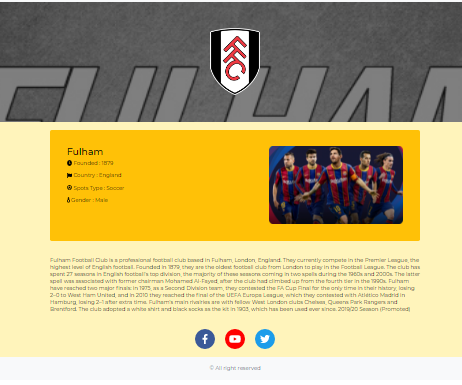 FULHAM
FFC
Fulham
Founded : 1879
Country : England
Spots Type : Soccer
Gender : Male
Fulham Football Club is a professional football club based in Fulham, London, England. They currently compete in the Premier League, the
highest level of English football. Founded in 1879, they are the oldest football club from London to play in the Football League. The club has
spent 27 seasons in English football's top division, the majority of these seasons coming in two spells during the 1960s and 2000s. The latter
spell was associated with former chairman Mohamed Al-Fayed, after the club had climbed up from the fourth tier in the 1990s. Fulham
have reached two major finals: in 1975, as a Second Division team, they contested the FA Cup Final for the only time in their history, losing
2–0 to West Ham United, and in 2010 they reached the final of the UEFA Europa League, which they contested with Atlético Madrid in
Hamburg, losing 2–1 after extra time. Fulham's main rivalries are with fellow West London clubs Chelsea, Queens Park Rangers and
Brentford. The club adopted a white shirt and black socks as the kit in 1903, which has been used ever since. 2019/20 Season (Promoted)
© All right reserved